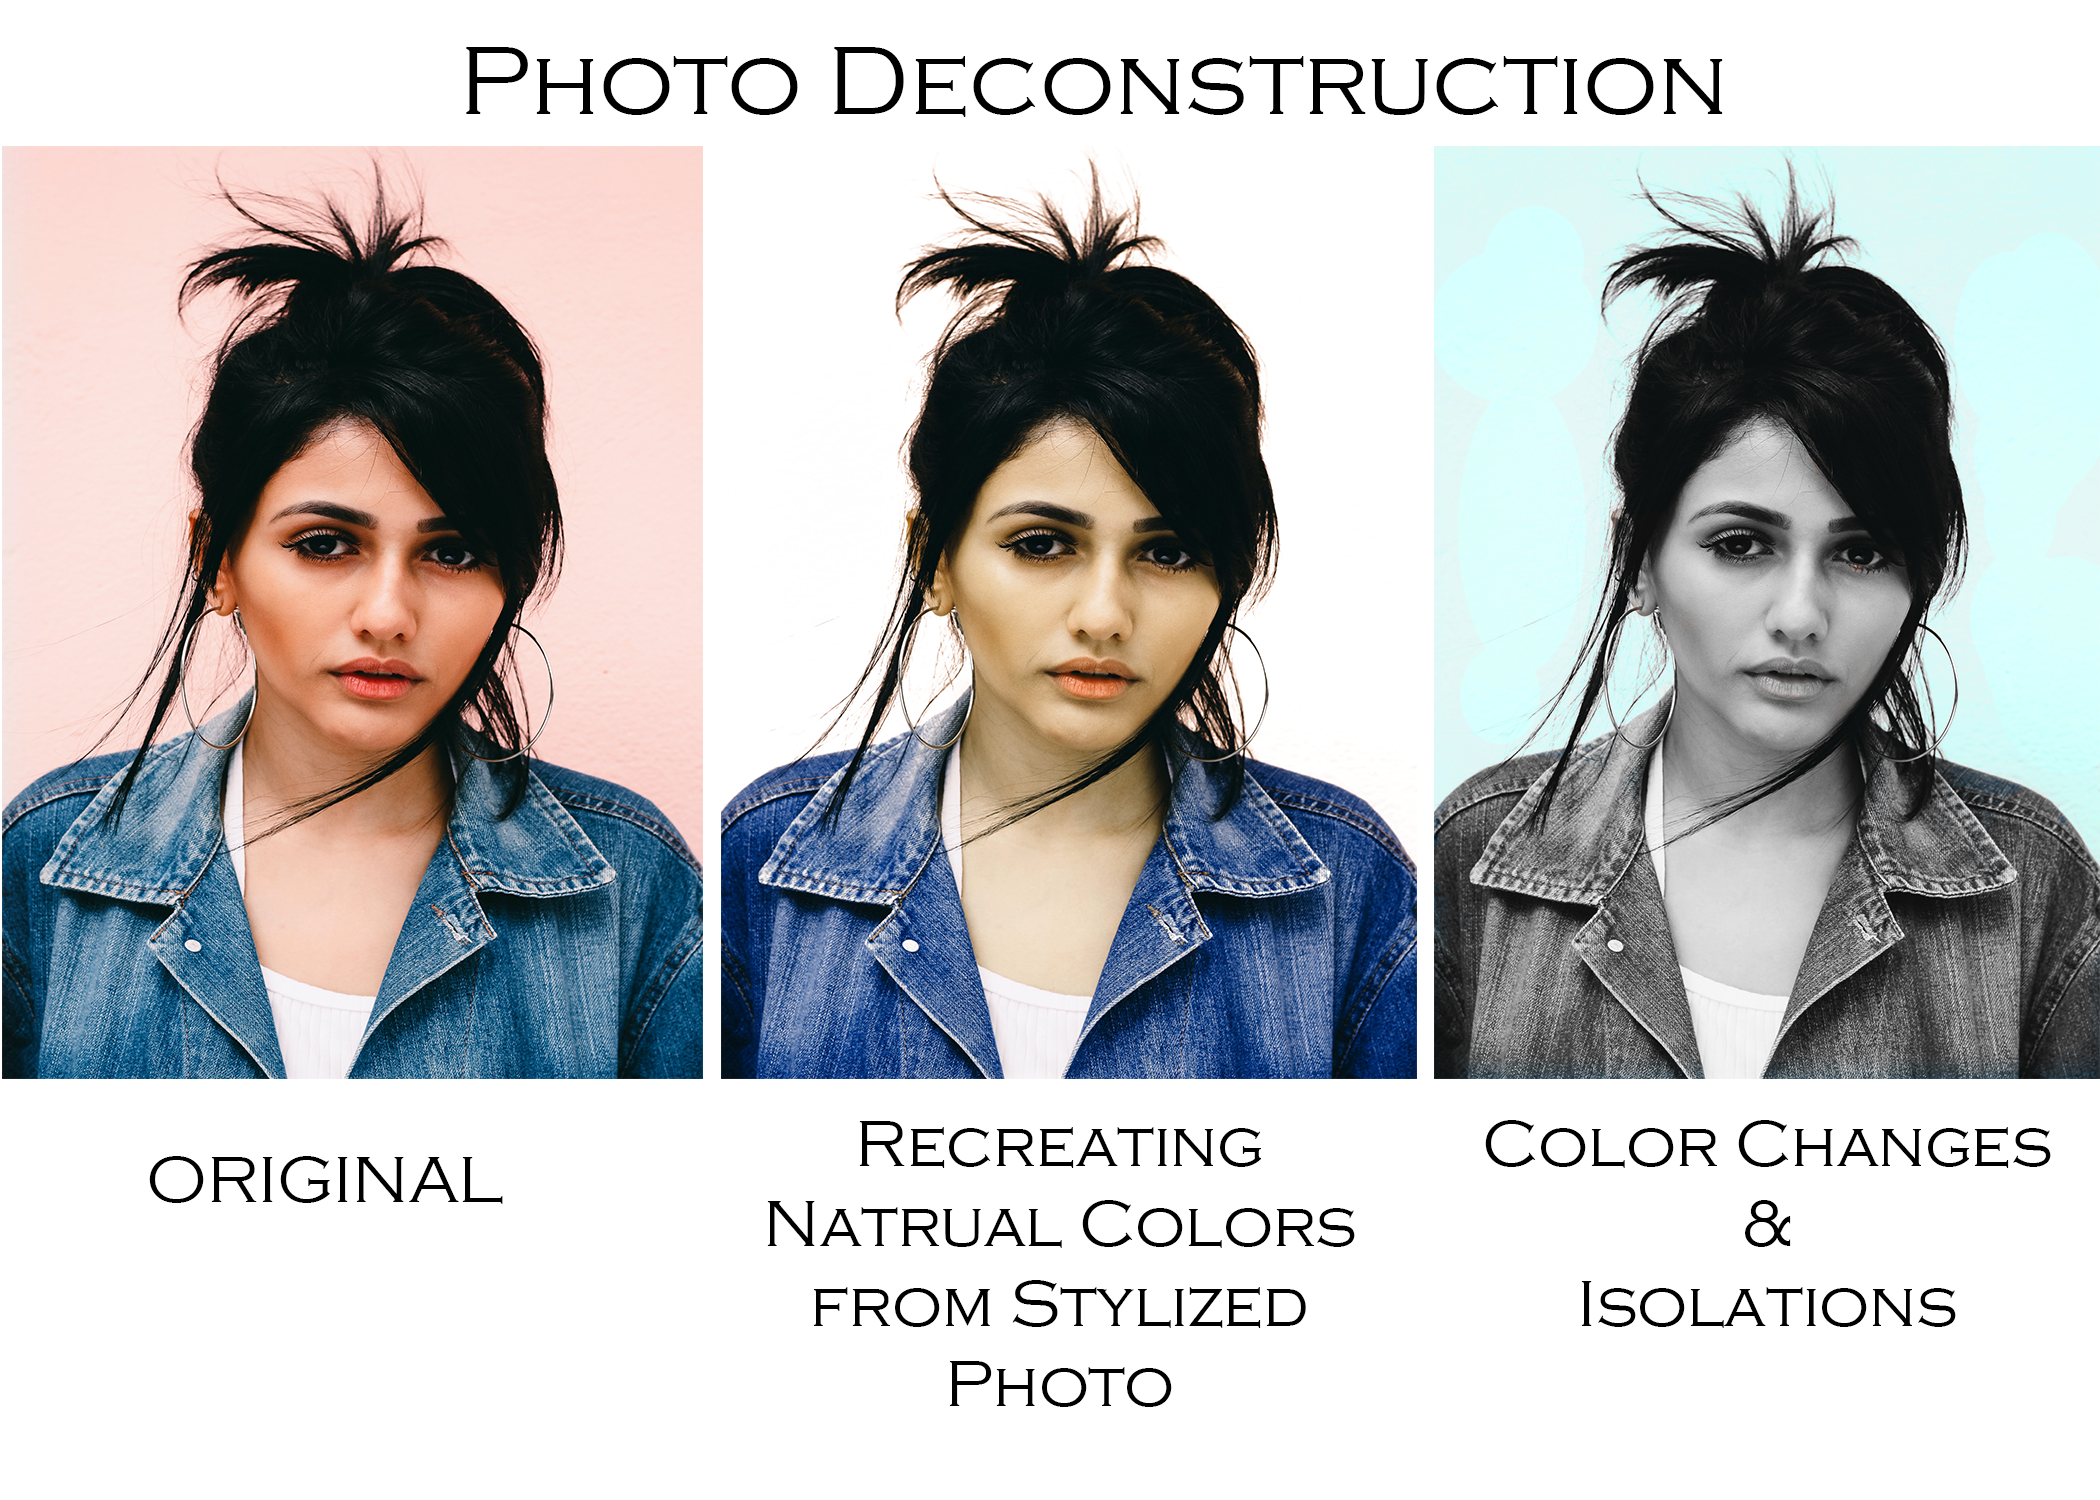 Photo Deconstruction
ORIGINAL
Recreating
Natrual Colors
from Stylized
Photo
Color Changes
&
Isolations